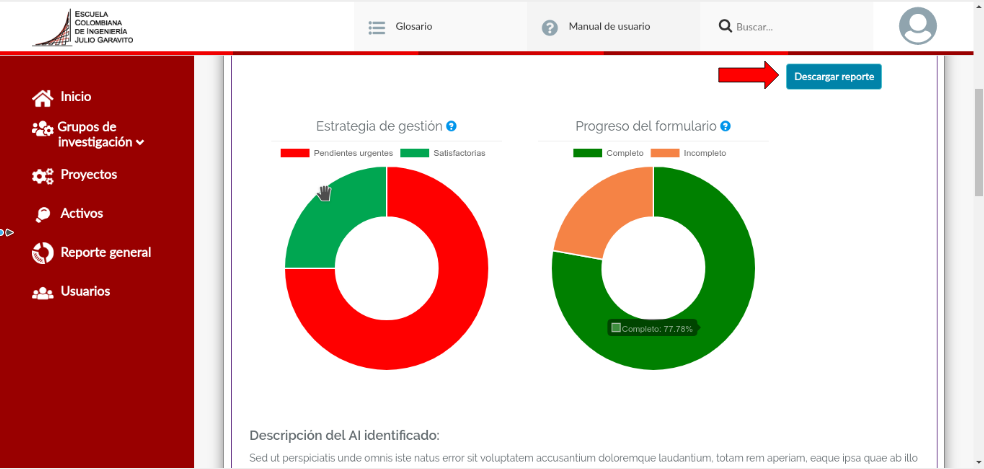 ESCUELA
COLOMBIANA
DE INGENIERÍA
JULIO GARAVITO
Glosario
? Manual de usuario
Buscar...
Descargar reporte
Inicio
Grupos de
investigación
Proyectos
Activos
Reporte general
Usuarios
Estrategia de gestión ?
Pendientes urgentes Satisfactorias
Progreso del formulario ?
Completo Incompleto
Completo: 77,78%
Descripción del AI identificado:
Sed ut perspiciatis unde omnis iste natus error sit voluptatem accusantium doloremque laudantium, totam rem aperiam, eaque ipsa quae ab illo